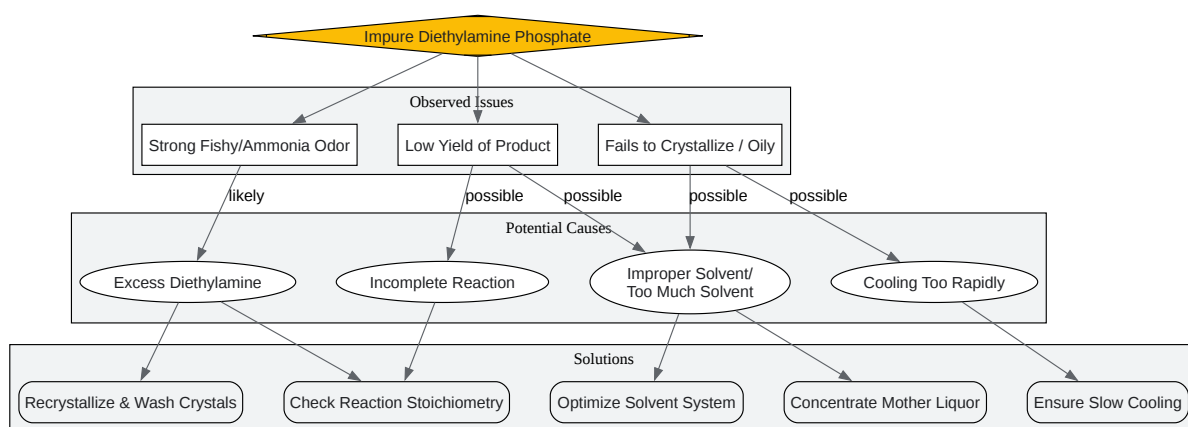 Impure Diethylamine Phosphate
Observed Issues
Strong Fishy/Ammonia Odor
Low Yield of Product
Fails to Crystallize / Oily
likely
possible
possible
possible
possible
Potential Causes
Excess Diethylamine
Incomplete Reaction
Improper Solvent/
Too Much Solvent
Cooling Too Rapidly
Solutions
Recrystallize & Wash Crystals
Check Reaction Stoichiometry
Optimize Solvent System
Concentrate Mother Liquor
Ensure Slow Cooling